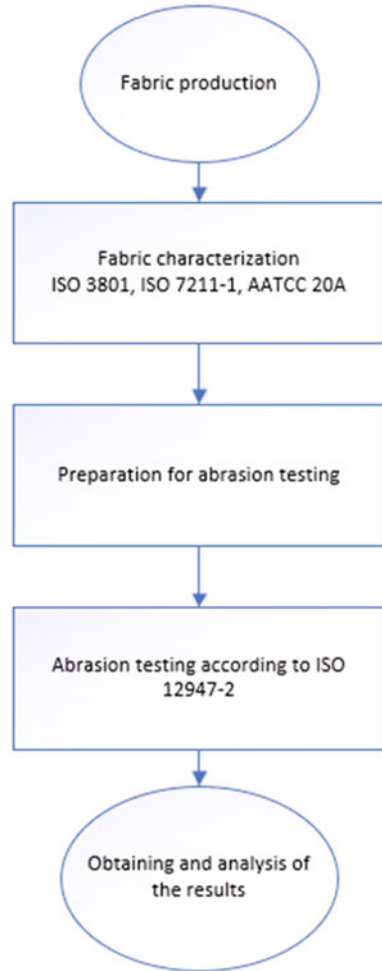 Fabric production
Fabric characterization
ISO 3801, ISO 7211-1, AATCC 20A
Preparation for abrasion testing
Abrasion testing according to ISO
12947-2
Obtaining and analysis of
the results